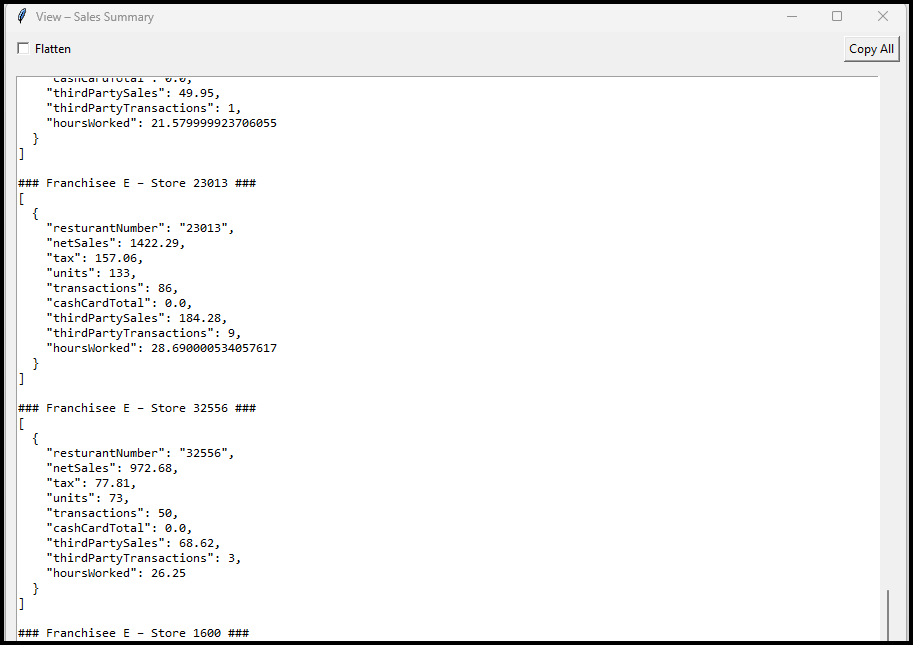 View – Sales Summary
Flatten
Copy All
"cashCardTotal": 0.0,
"thirdPartySales": 49.95,
"thirdPartyTransactions": 1,
"hoursWorked": 21.579999923706055
}
]
### Franchisee E – Store 23013 ###
[
{
"resturantNumber": "23013",
"netSales": 1422.29,
"tax": 157.06,
"units": 133,
"transactions": 86,
"cashCardTotal": 0.0,
"thirdPartySales": 184.28,
"thirdPartyTransactions": 9,
"hoursWorked": 28.690000534057617
}
]
### Franchisee E – Store 32556 ###
[
{
"resturantNumber": "32556",
"netSales": 972.68,
"tax": 77.81,
"units": 73,
"transactions": 50,
"cashCardTotal": 0.0,
"thirdPartySales": 68.62,
"thirdPartyTransactions": 3,
"hoursWorked": 26.25
}
]
### Franchisee E – Store 1600 ###